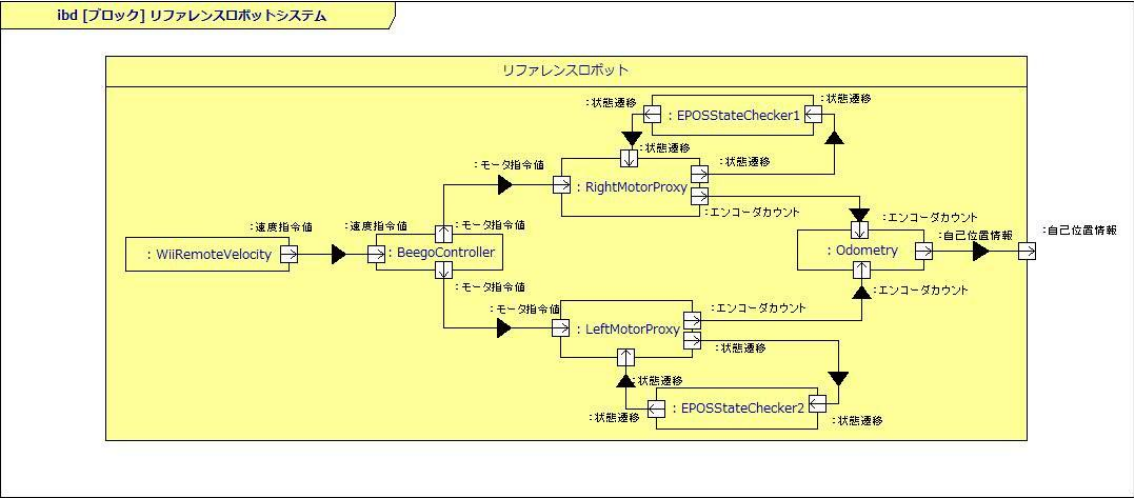 ibd [ブロック] リファレンスロボットシステム
リファレンスロボット
:状態遷移
: EPOSStateChecker1
:状態遷移
:状態遷移
:モータ指令値
:状態遷移
: RightMotorProxy
:エンコーダカウント
:エンコーダカウント
:速度指令値
:速度指令値
:モータ指令値
:自己位置情報
:自己位置情報
: WiiRemoteVelocity
: BeegoController
: Odometry
:モータ指令値
:エンコーダカウント
:モータ指令値
:エンコーダカウント
: LeftMotorProxy
:状態遷移
:状態遷移
: EPOSStateChecker2
:状態遷移
:状態遷移